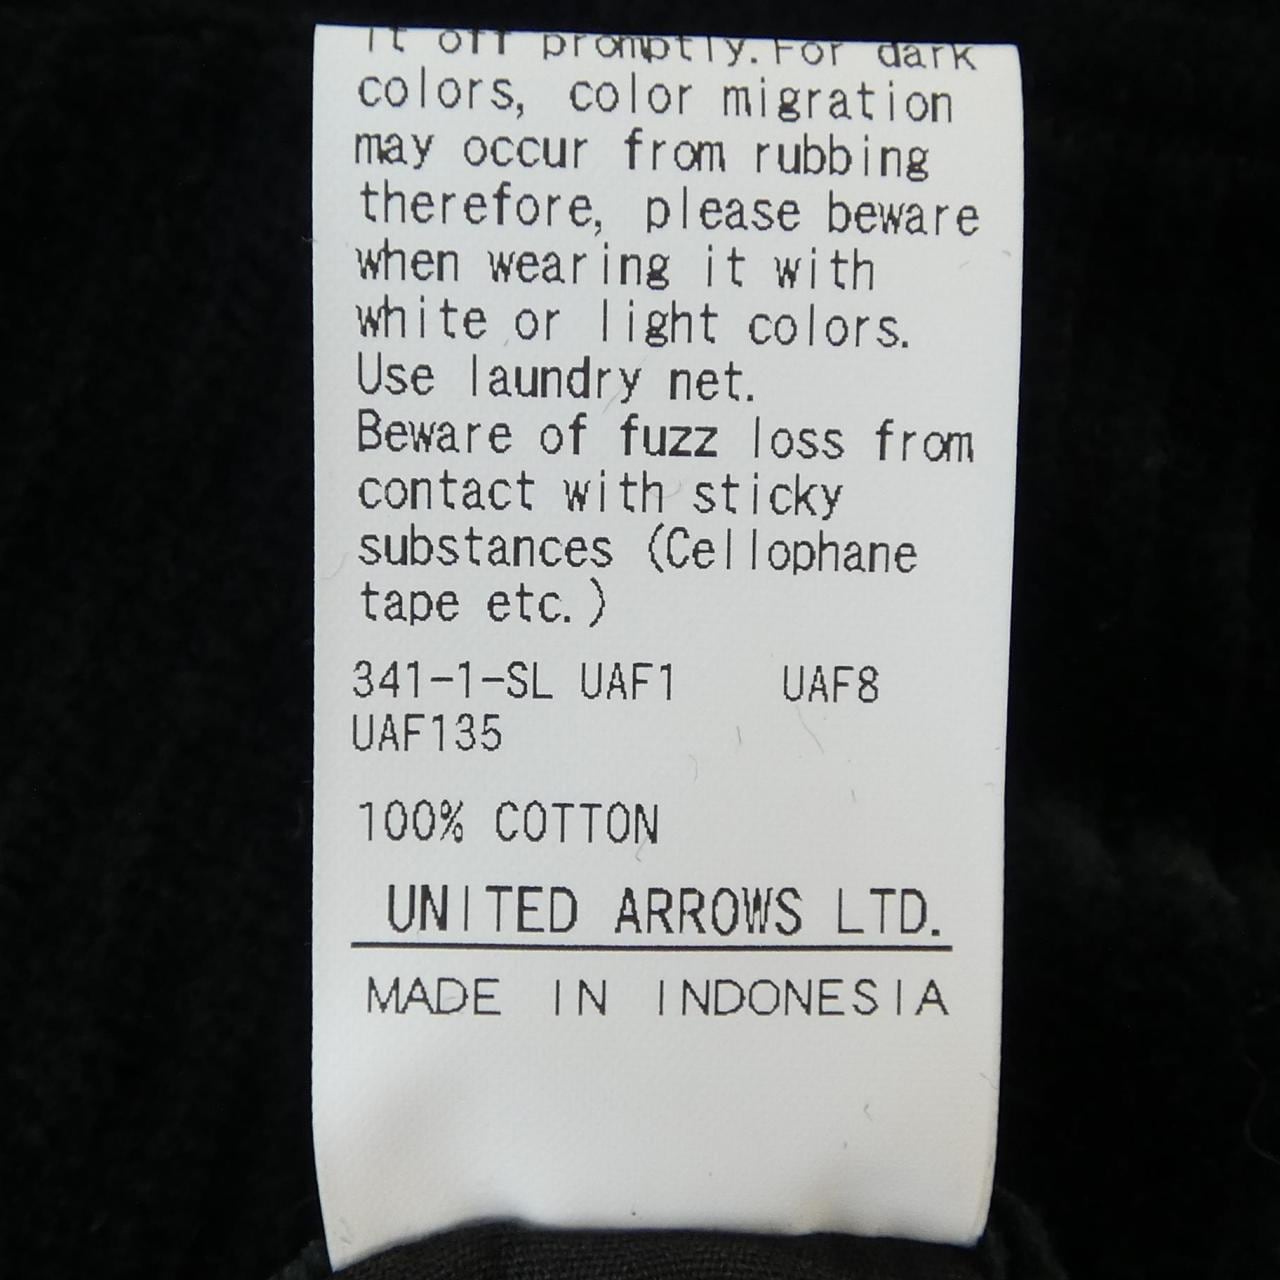 it off promptly. For dark
colors, color migration
may occur from rubbing
therefore, please beware
when wearing it with
white or light colors.
Use laundry net.
Beware of fuzz loss from
contact with sticky
substances (Cellophane
tape etc.)
341-1-SL UAF1 UAF8
UAF135
100% COTTON
UNITED ARROWS LTD.
MADE IN INDONESIA